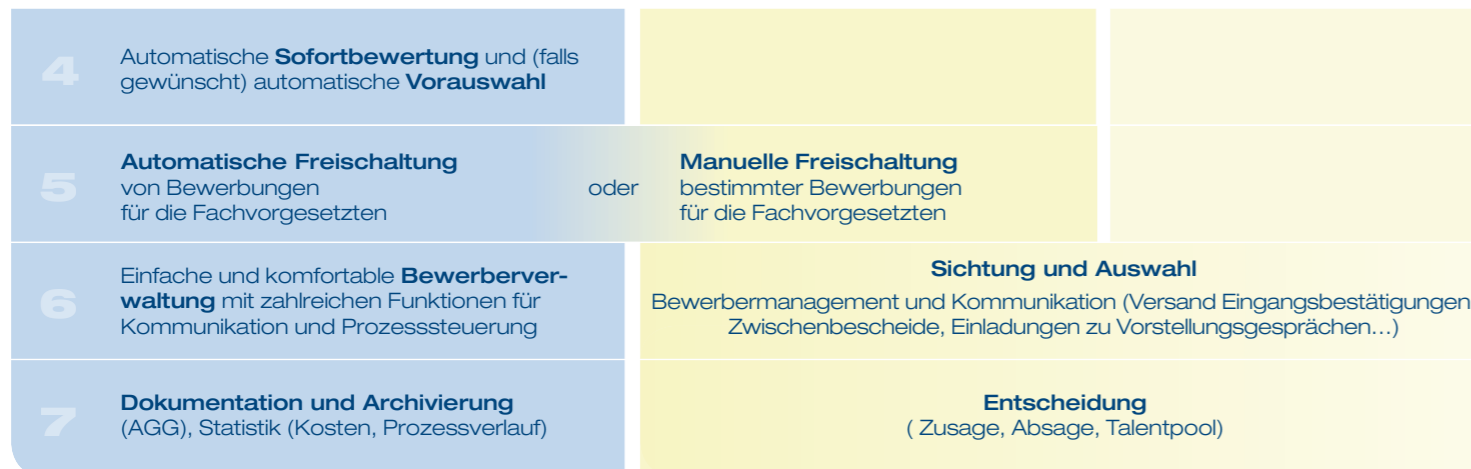 4
Automatische Sofortbewertung und (falls
gewünscht) automatische Vorauswahl
5
Automatische Freischaltung
von Bewerbungen
für die Fachvorgesetzten
oder
Manuelle Freischaltung
bestimmter Bewerbungen
für die Fachvorgesetzten
6
Einfache und komfortable Bewerberver-
waltung mit zahlreichen Funktionen für
Kommunikation und Prozesssteuerung
Sichtung und Auswahl
Bewerbermanagement und Kommunikation (Versand Eingangsbestätigungen
Zwischenbescheide, Einladungen zu Vorstellungsgesprächen…)
7
Dokumentation und Archivierung
(AGG), Statistik (Kosten, Prozessverlauf)
Entscheidung
( Zusage, Absage, Talentpool)